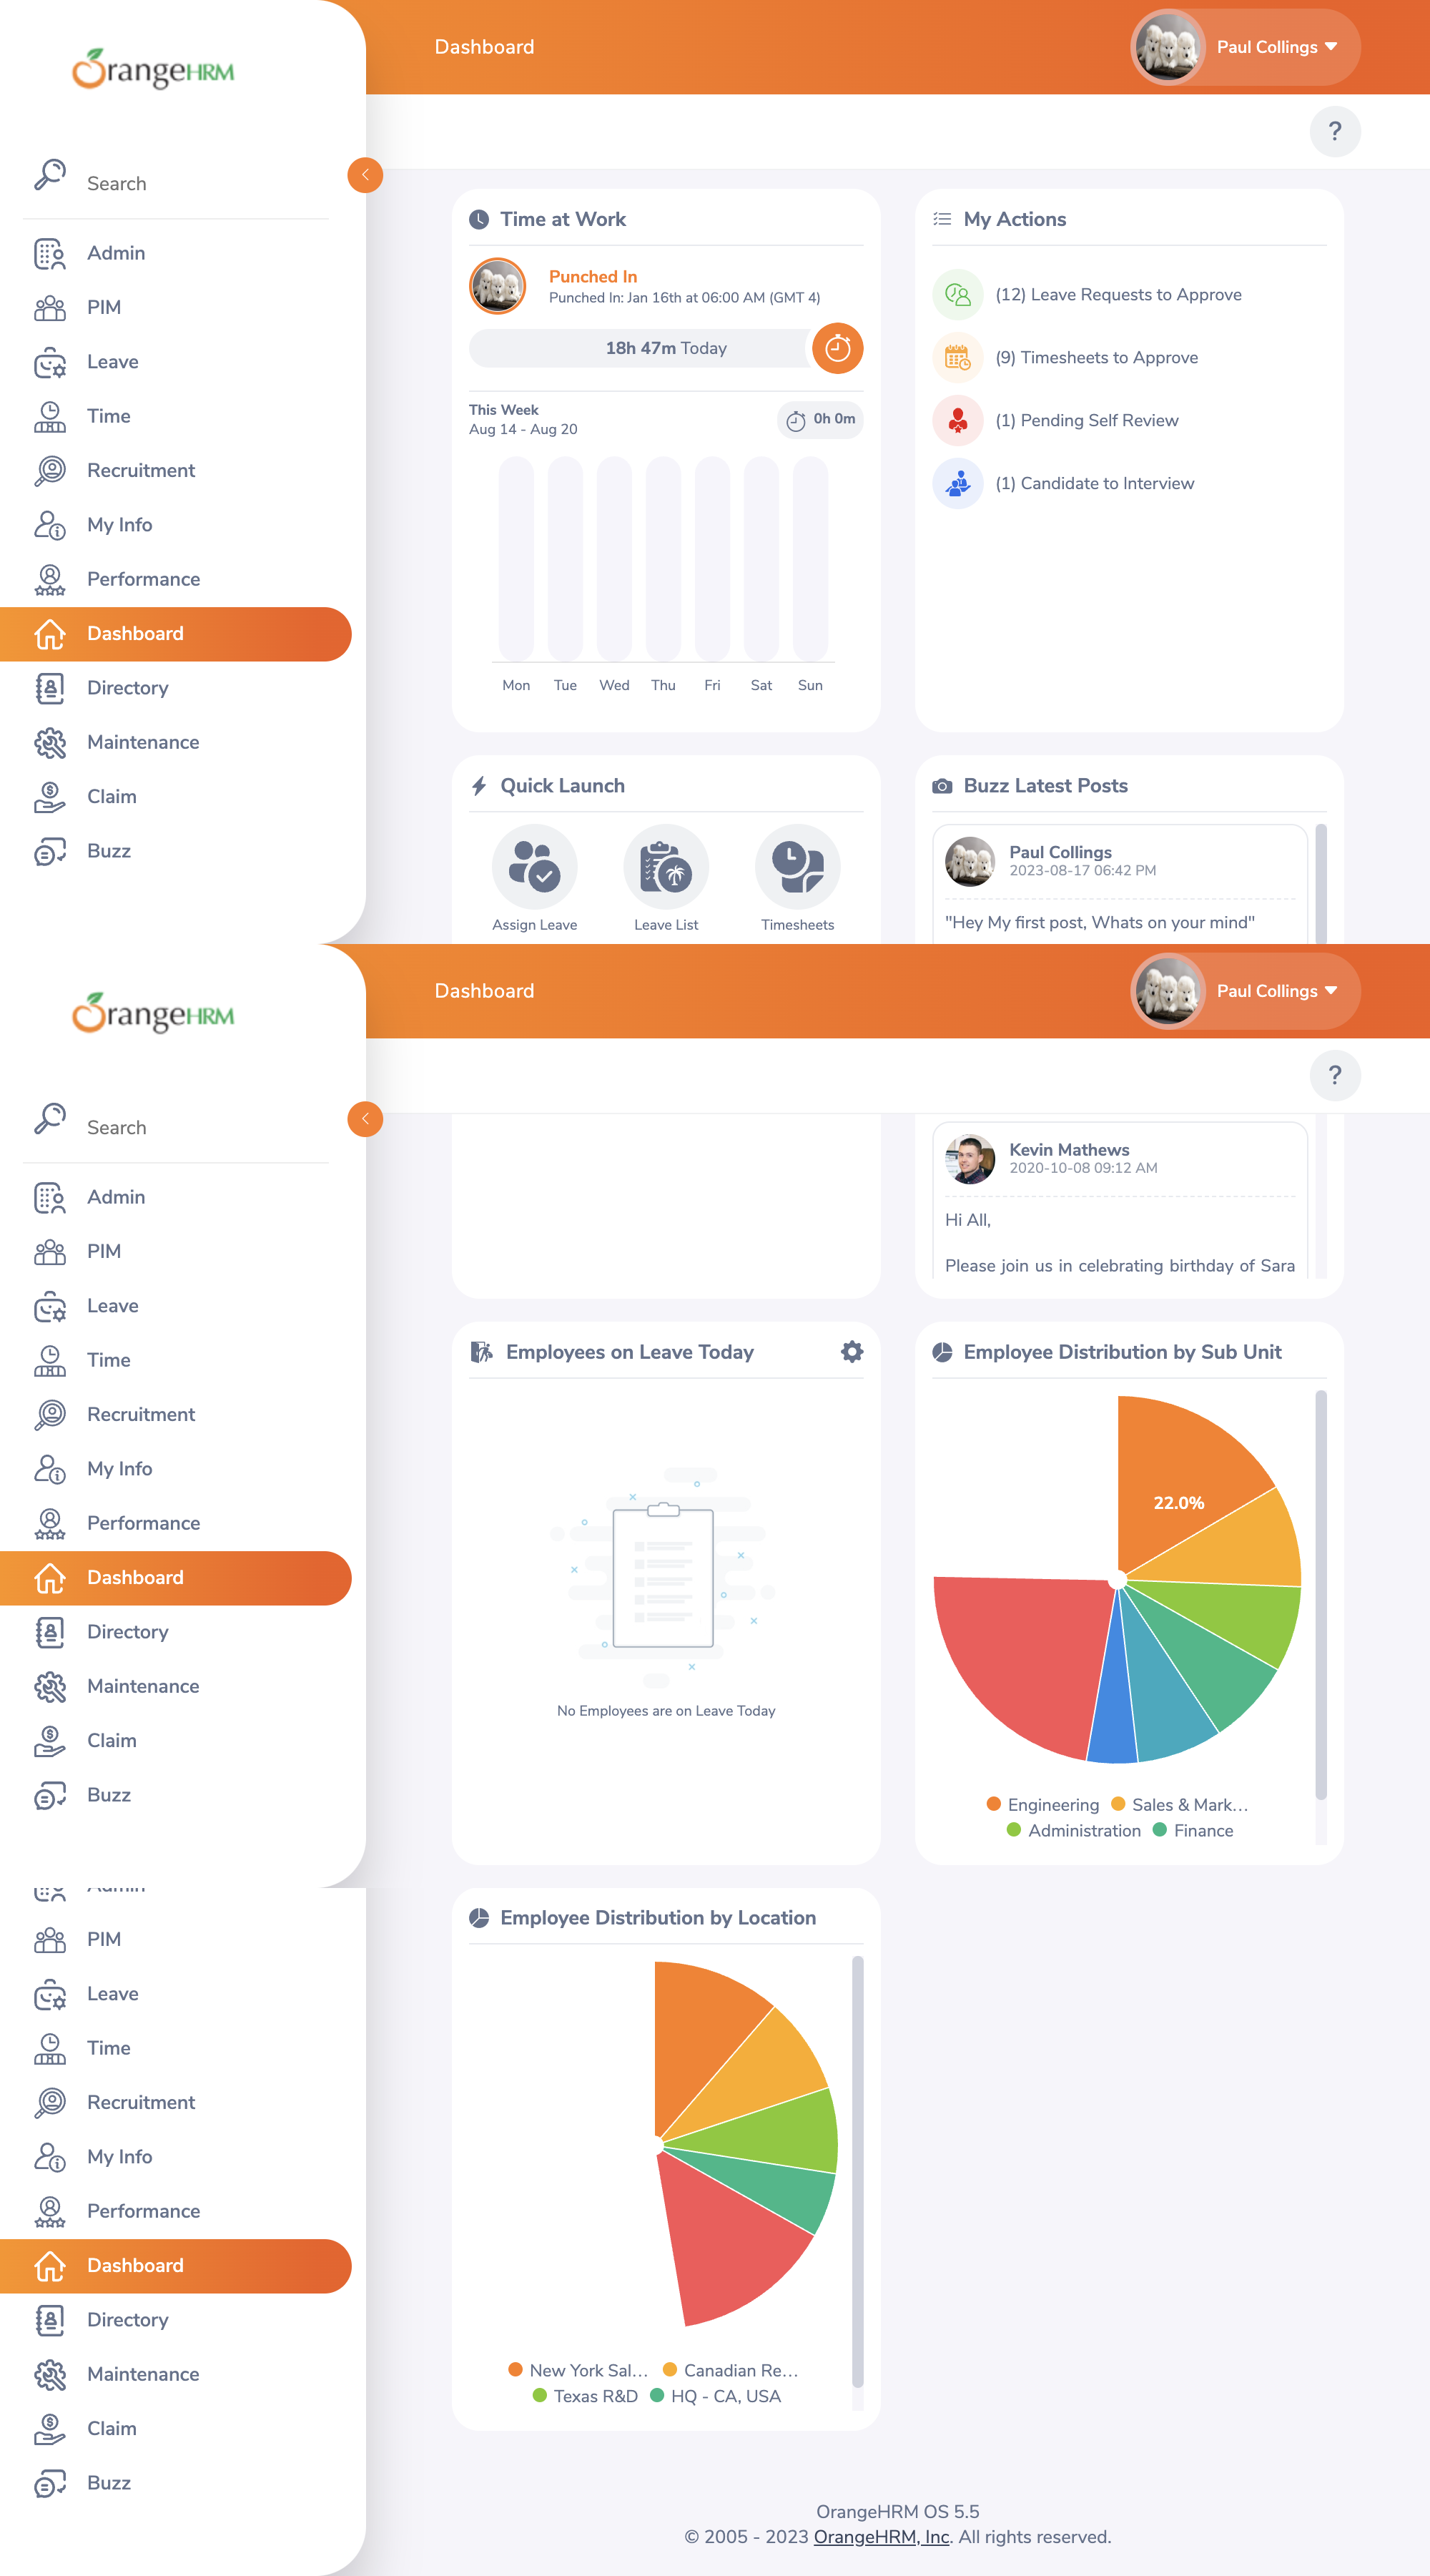 OrangeHRM
Dashboard
Paul Collings
Search
?
Admin
PIM
Leave
Time
Recruitment
My Info
Performance
Dashboard
Directory
Maintenance
Claim
Buzz
Time at Work
Punched In
Punched In: Jan 16th at 06:00 AM (GMT 4)
18h 47m Today
This Week
Aug 14 - Aug 20
0h 0m
Mon Tue Wed Thu Fri Sat Sun
My Actions
(12) Leave Requests to Approve
(9) Timesheets to Approve
(1) Pending Self Review
(1) Candidate to Interview
Quick Launch
Assign Leave
Leave List
Timesheets
Buzz Latest Posts
Paul Collings
2023-08-17 06:42 PM
"Hey My first post, Whats on your mind"
OrangeHRM
Dashboard
Paul Collings
Search
?
Admin
PIM
Leave
Time
Recruitment
My Info
Performance
Dashboard
Directory
Maintenance
Claim
Buzz
Kevin Mathews
2020-10-08 09:12 AM
Hi All,
Please join us in celebrating birthday of Sara
Employees on Leave Today
No Employees are on Leave Today
Employee Distribution by Sub Unit
22.0%
Engineering Sales & Mark...
Administration Finance
Admin
PIM
Leave
Time
Recruitment
My Info
Performance
Dashboard
Directory
Maintenance
Claim
Buzz
Employee Distribution by Location
New York Sal... Canadian Re...
Texas R&D HQ - CA, USA
OrangeHRM OS 5.5
© 2005 - 2023 OrangeHRM, Inc. All rights reserved.